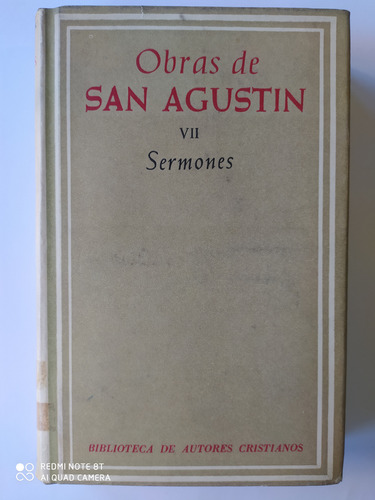 Obras de
SAN AGUSTIN
VII
Sermones
BIBLIOTECA DE AUTORES CRISTIANOS
REDMI NOTE 8T
AI QUAD CAMERA